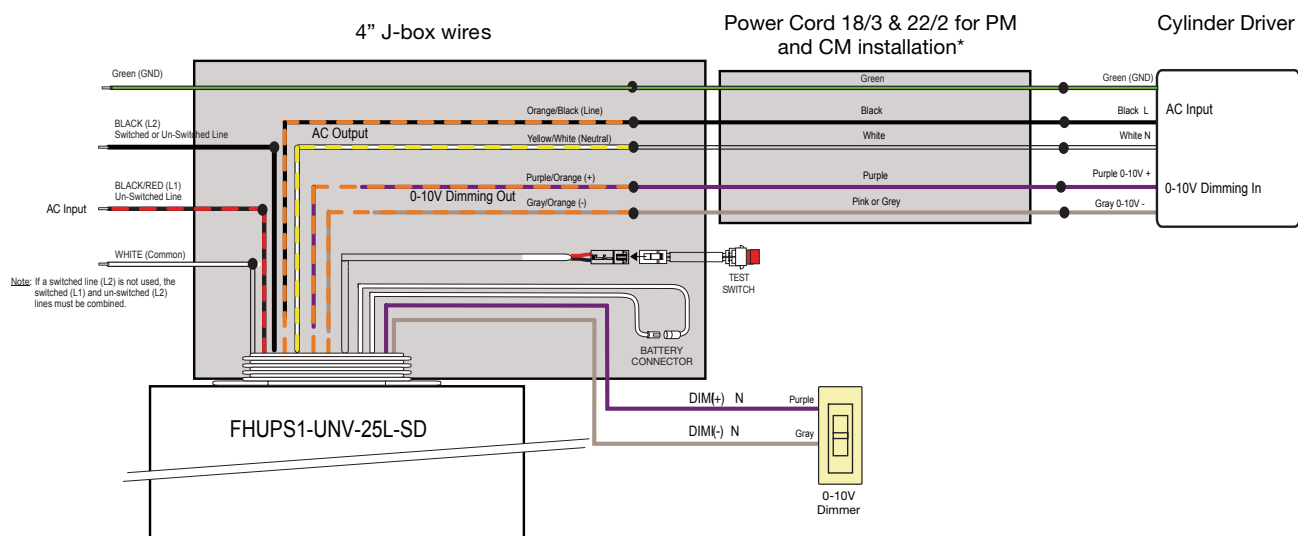 4” J-box wires
Power Cord 18/3 & 22/2 for PM
and CM installation*
Cylinder Driver
Green (GND)
Green
Green (GND)
Orange/Black (Line)
Black
Black L
AC Input
BLACK (L2)
Switched or Un-Switched Line
AC Output
Yellow/White (Neutral)
White
White N
BLACK/RED (L1)
Un-Switched Line
Purple/Orange (+)
Purple
Purple 0-10V +
0-10V Dimming Out
0-10V Dimming In
AC Input
Gray/Orange (-)
Pink or Grey
Gray 0-10V -
WHITE (Common)
Note: If a switched line (L2) is not used, the
switched (L1) and un-switched (L2)
lines must be combined.
TEST
SWITCH
BATTERY
CONNECTOR
DIM(+) N
Purple
FHUPS1-UNV-25L-SD
DIM(-) N
Gray
0-10V
Dimmer